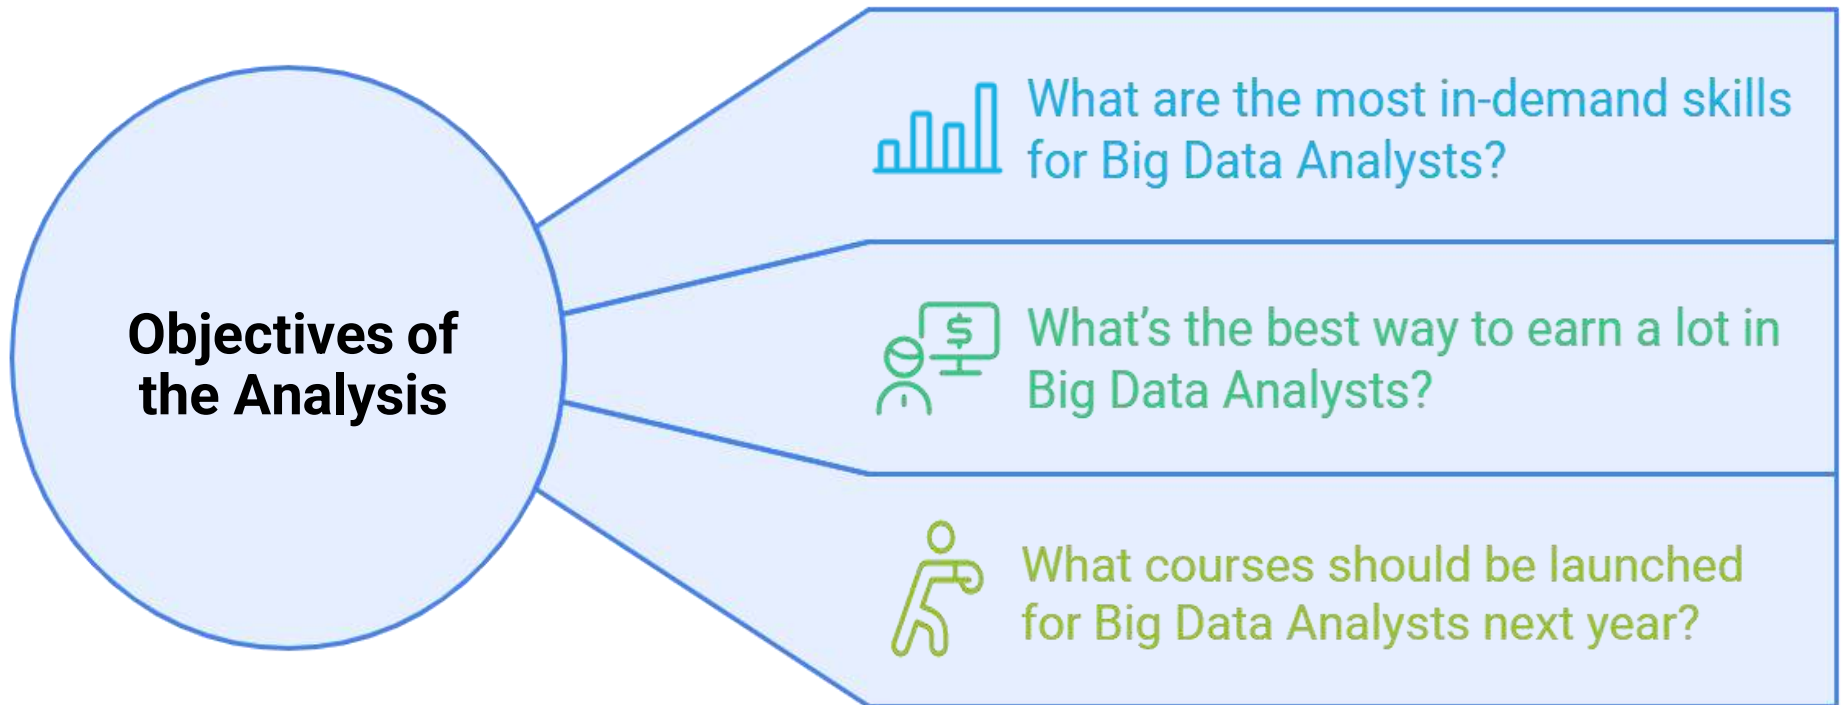 Objectives of
the Analysis
What are the most in-demand skills
for Big Data Analysts?
$
What’s the best way to earn a lot in
Big Data Analysts?
What courses should be launched
for Big Data Analysts next year?